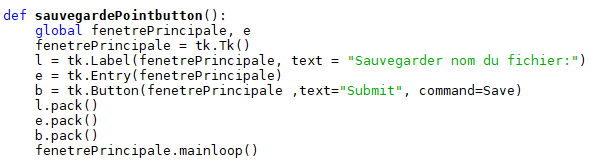 def sauvegardePointbutton():
    global fenetrePrincipale, e
    fenetrePrincipale = tk.Tk()
    l = tk.Label(fenetrePrincipale, text = "Sauvegarder nom du fichier:")
    e = tk.Entry(fenetrePrincipale)
    b = tk.Button(fenetrePrincipale ,text="Submit", command=Save)
    l.pack()
    e.pack()
    b.pack()
    fenetrePrincipale.mainloop()